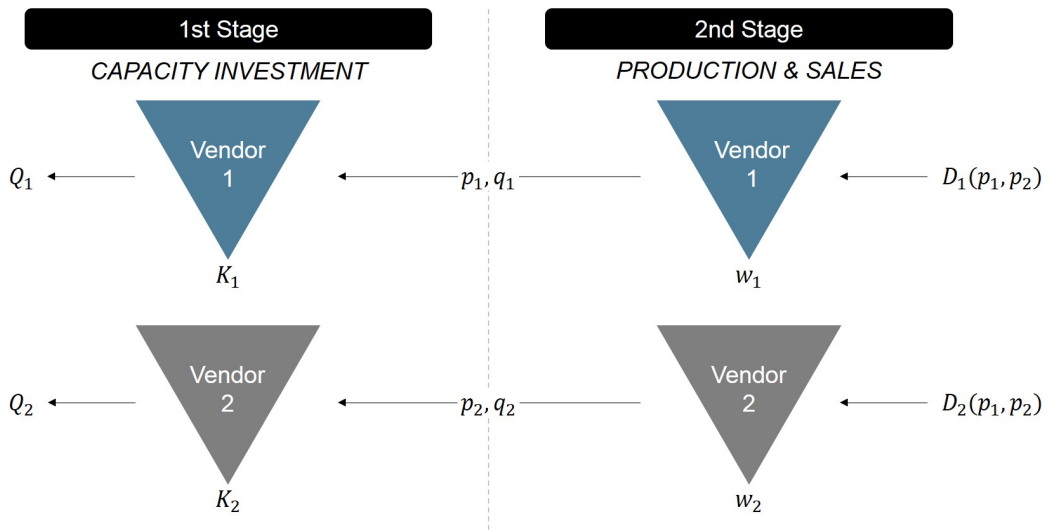 1st Stage
2nd Stage
CAPACITY INVESTMENT
PRODUCTION & SALES
Vendor
1
Vendor
1
Q₁
p₁, q₁
D₁(p₁, p₂)
K₁
w₁
Vendor
2
Vendor
2
Q₂
p₂, q₂
D₂(p₁, p₂)
K₂
w₂